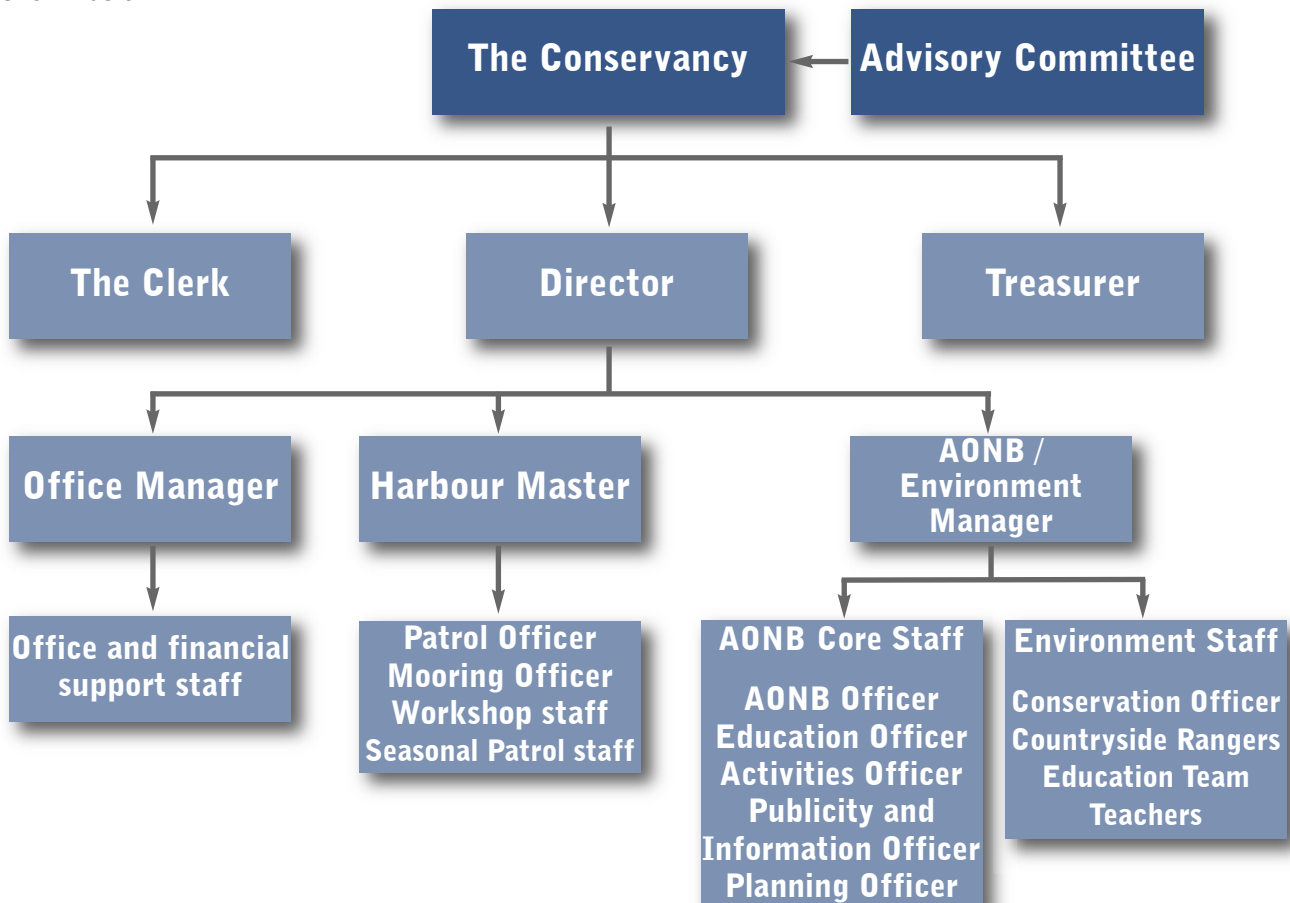 The Conservancy
Advisory Committee
The Clerk
Director
Treasurer
Office Manager
Harbour Master
AONB /
Environment
Manager
Office and financial
support staff
Patrol Officer
Mooring Officer
Workshop staff
Seasonal Patrol staff
AONB Core Staff
AONB Officer
Education Officer
Activities Officer
Publicity and
Information Officer
Planning Officer
Environment Staff
Conservation Officer
Countryside Rangers
Education Team
Teachers